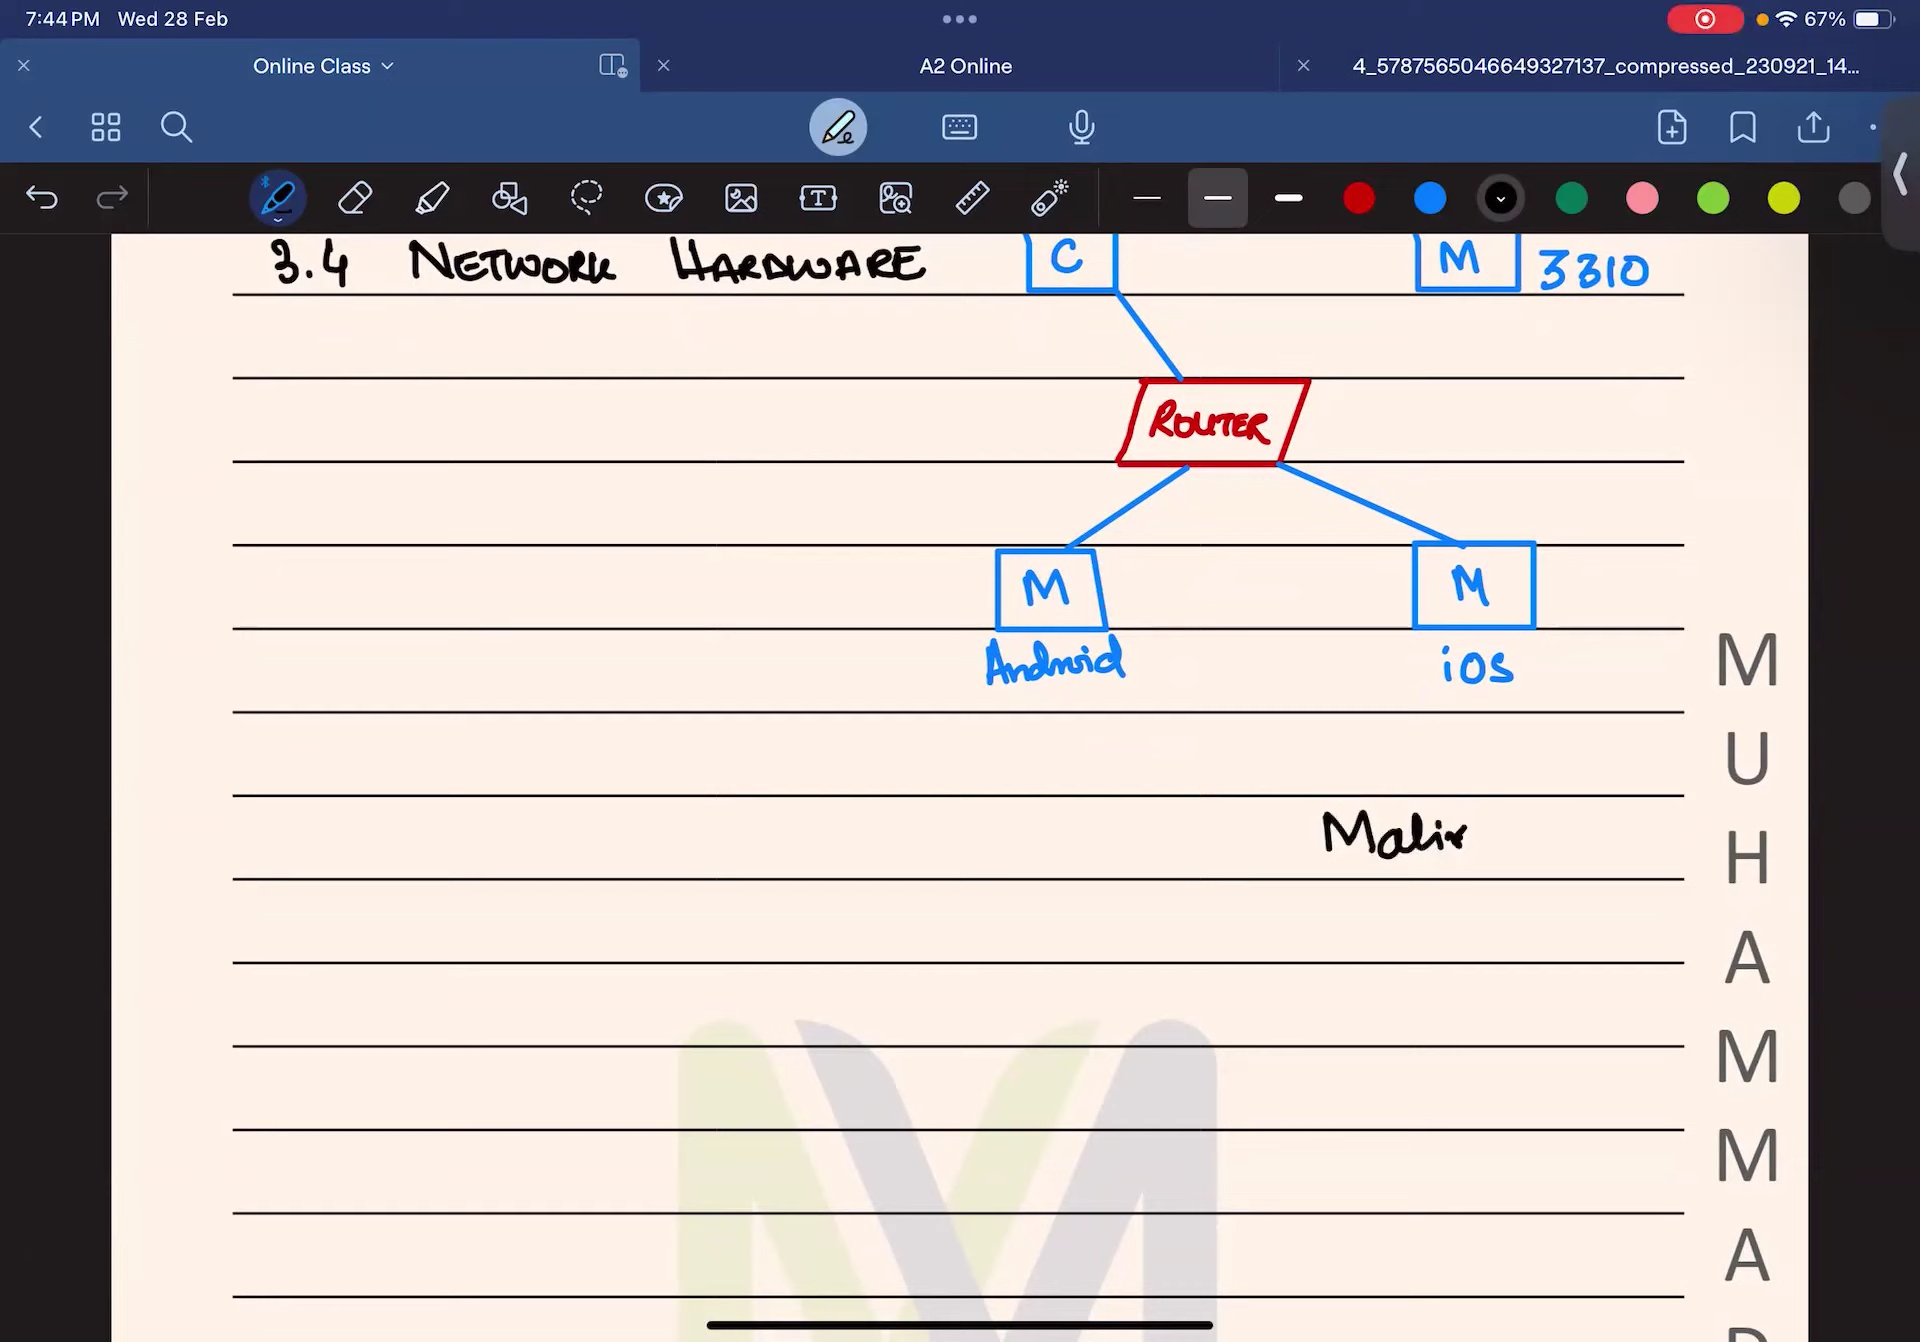 7:44 PM Wed 28 Feb
67%
Online Class
A2 Online
4_5787565046649327137_compressed_230921_14...
3.4 NETWORK HARDWARE
C
M
3310
ROUTER
M
M
Android
iOS
MUHAMMA